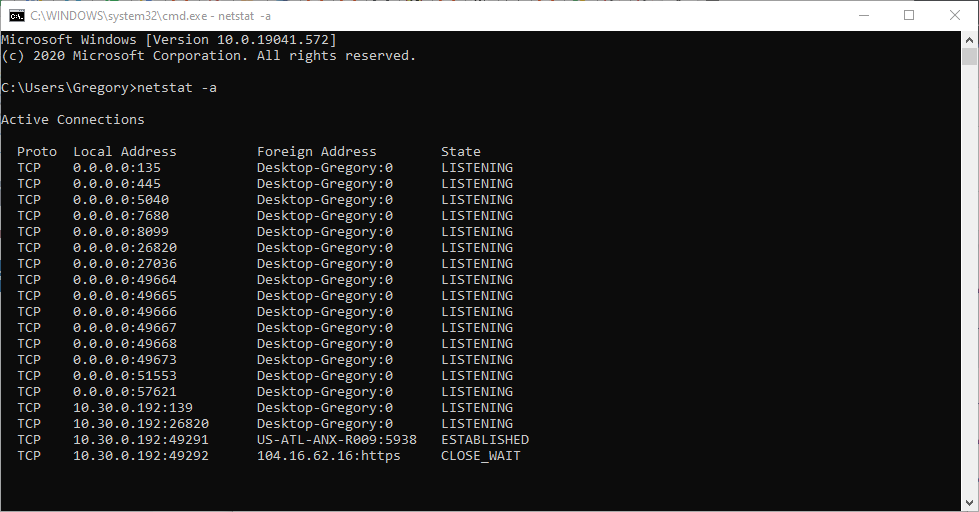 C:\WINDOWS\system32\cmd.exe - netstat -a
Microsoft Windows [Version 10.0.19041.572]
(c) 2020 Microsoft Corporation. All rights reserved.
C:\Users\Gregory>netstat -a
Active Connections
Proto  Local Address          Foreign Address        State
TCP    0.0.0.0:135            Desktop-Gregory:0      LISTENING
TCP    0.0.0.0:445            Desktop-Gregory:0      LISTENING
TCP    0.0.0.0:5040           Desktop-Gregory:0      LISTENING
TCP    0.0.0.0:7680           Desktop-Gregory:0      LISTENING
TCP    0.0.0.0:8099           Desktop-Gregory:0      LISTENING
TCP    0.0.0.0:26820          Desktop-Gregory:0      LISTENING
TCP    0.0.0.0:27036          Desktop-Gregory:0      LISTENING
TCP    0.0.0.0:49664          Desktop-Gregory:0      LISTENING
TCP    0.0.0.0:49665          Desktop-Gregory:0      LISTENING
TCP    0.0.0.0:49666          Desktop-Gregory:0      LISTENING
TCP    0.0.0.0:49667          Desktop-Gregory:0      LISTENING
TCP    0.0.0.0:49668          Desktop-Gregory:0      LISTENING
TCP    0.0.0.0:49673          Desktop-Gregory:0      LISTENING
TCP    0.0.0.0:51553          Desktop-Gregory:0      LISTENING
TCP    0.0.0.0:57621          Desktop-Gregory:0      LISTENING
TCP    10.30.0.192:139        Desktop-Gregory:0      LISTENING
TCP    10.30.0.192:26820      Desktop-Gregory:0      LISTENING
TCP    10.30.0.192:49291      US-ATL-ANX-R009:5938   ESTABLISHED
TCP    10.30.0.192:49292      104.16.62.16:https     CLOSE_WAIT